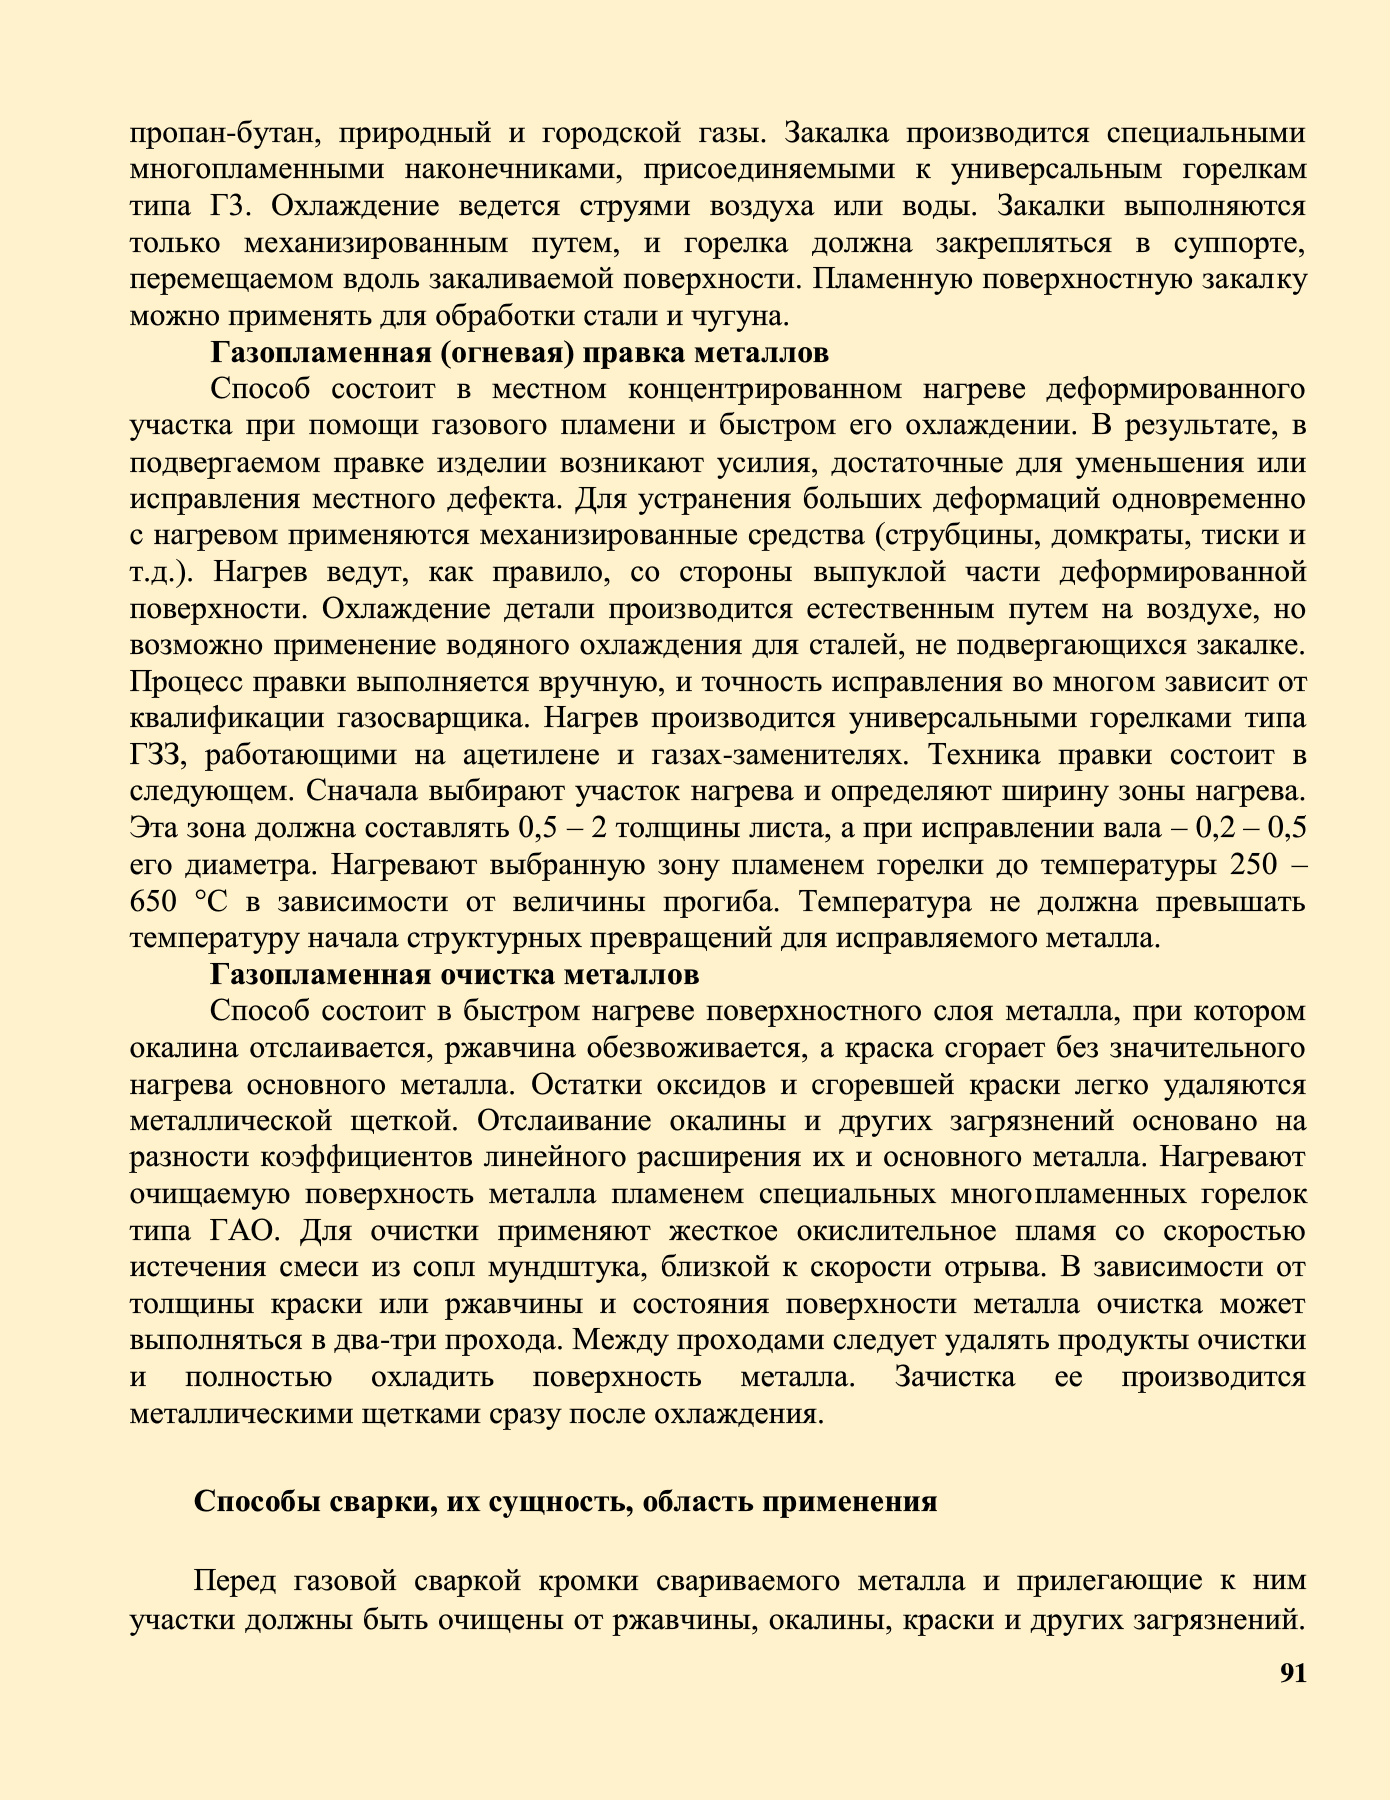 пропан-бутан, природный и городской газы. Закалка производится специальными
многопламенными наконечниками, присоединяемыми к универсальным горелкам
типа Г3. Охлаждение ведется струями воздуха или воды. Закалки выполняются
только механизированным путем, и горелка должна закрепляться в суппорте,
перемещаемом вдоль закаливаемой поверхности. Пламенную поверхностную закалку
можно применять для обработки стали и чугуна.
Газопламенная (огневая) правка металлов
Способ состоит в местном концентрированном нагреве деформированного
участка при помощи газового пламени и быстром его охлаждении. В результате, в
подвергаемом правке изделии возникают усилия, достаточные для уменьшения или
исправления местного дефекта. Для устранения больших деформаций одновременно
с нагревом применяются механизированные средства (струбцины, домкраты, тиски и
т.д.). Нагрев ведут, как правило, со стороны выпуклой части деформированной
поверхности. Охлаждение детали производится естественным путем на воздухе, но
возможно применение водяного охлаждения для сталей, не подвергающихся закалке.
Процесс правки выполняется вручную, и точность исправления во многом зависит от
квалификации газосварщика. Нагрев производится универсальными горелками типа
ГЗЗ, работающими на ацетилене и газах-заменителях. Техника правки состоит в
следующем. Сначала выбирают участок нагрева и определяют ширину зоны нагрева.
Эта зона должна составлять 0,5 – 2 толщины листа, а при исправлении вала – 0,2 – 0,5
его диаметра. Нагревают выбранную зону пламенем горелки до температуры 250 –
650 °С в зависимости от величины прогиба. Температура не должна превышать
температуру начала структурных превращений для исправляемого металла.
Газопламенная очистка металлов
Способ состоит в быстром нагреве поверхностного слоя металла, при котором
окалина отслаивается, ржавчина обезвоживается, а краска сгорает без значительного
нагрева основного металла. Остатки оксидов и сгоревшей краски легко удаляются
металлической щеткой. Отслаивание окалины и других загрязнений основано на
разности коэффициентов линейного расширения их и основного металла. Нагревают
очищаемую поверхность металла пламенем специальных многопламенных горелок
типа ГАО. Для очистки применяют жесткое окислительное пламя со скоростью
истечения смеси из сопл мундштука, близкой к скорости отрыва. В зависимости от
толщины краски или ржавчины и состояния поверхности металла очистка может
выполняться в два-три прохода. Между проходами следует удалять продукты очистки
и полностью охладить поверхность металла. Зачистка ее производится
металлическими щетками сразу после охлаждения.
Способы сварки, их сущность, область применения
Перед газовой сваркой кромки свариваемого металла и прилегающие к ним
участки должны быть очищены от ржавчины, окалины, краски и других загрязнений.
91